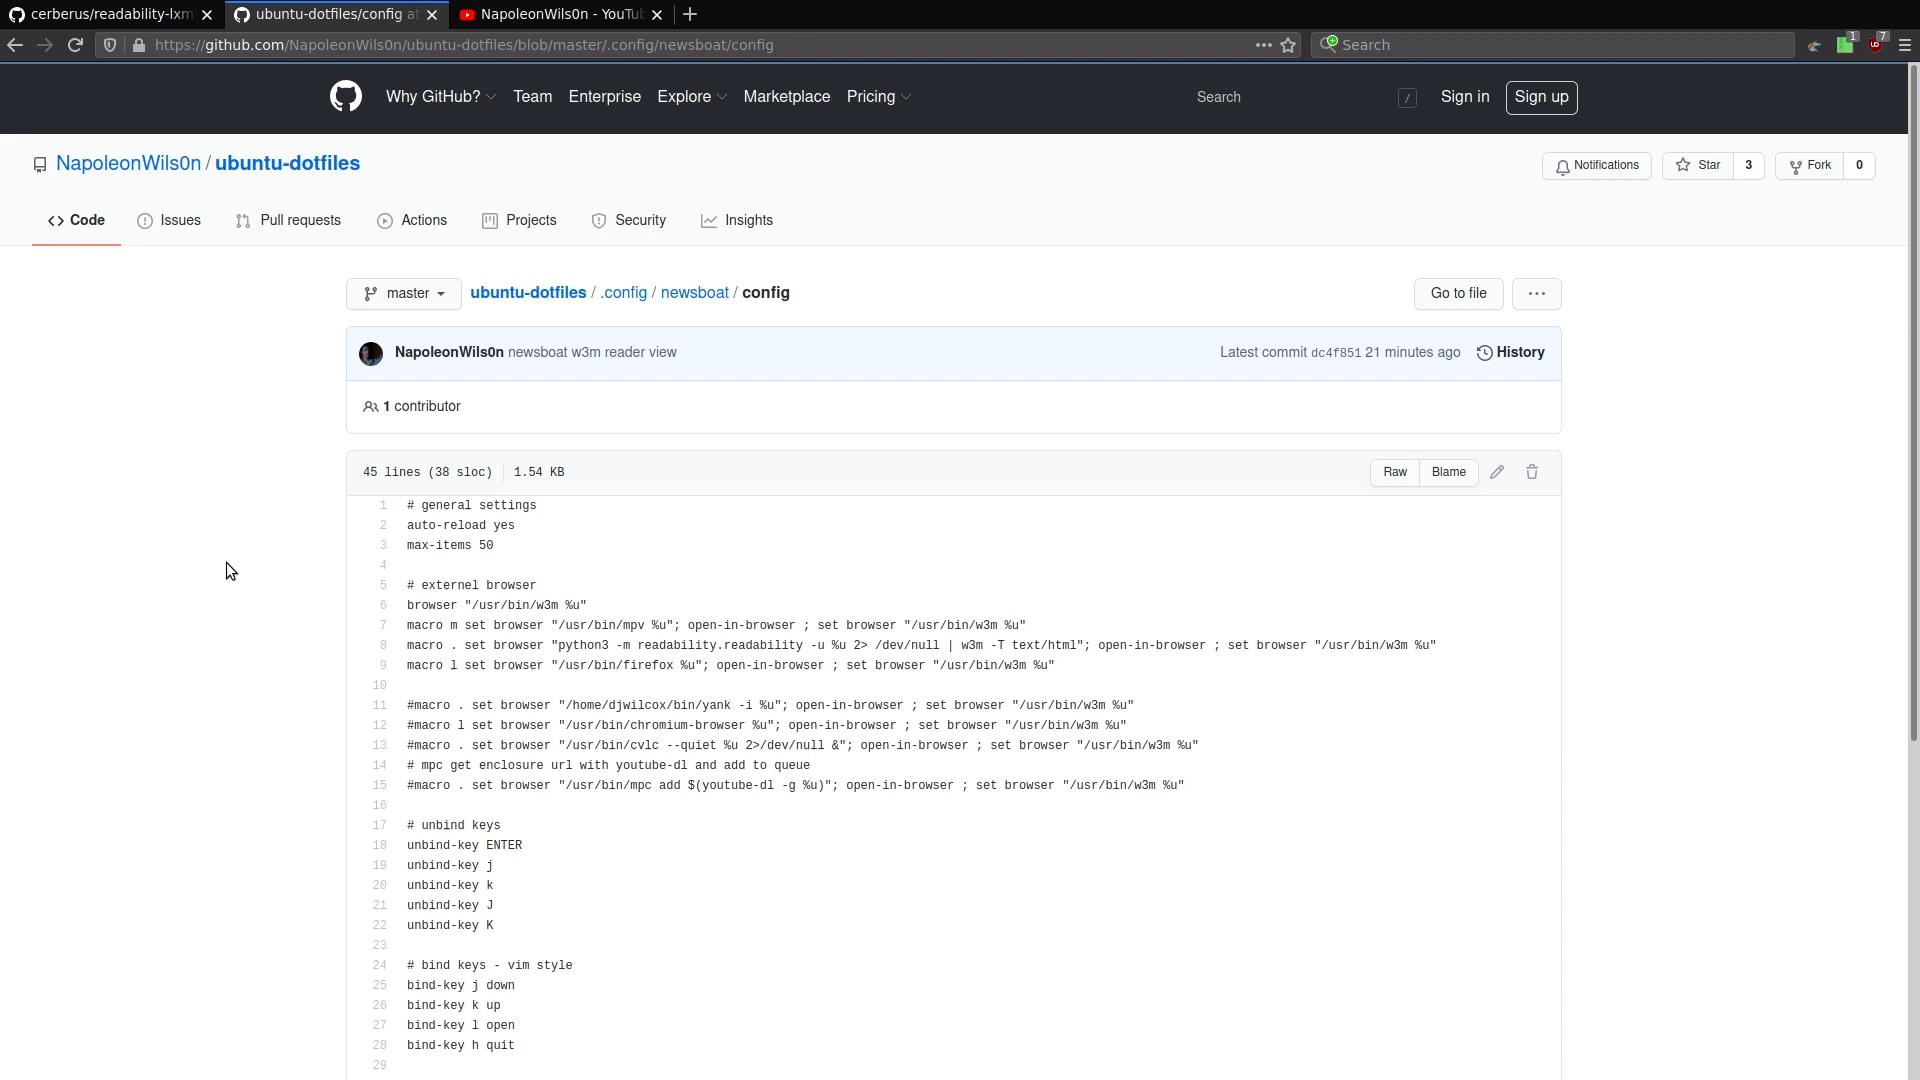 cerberus/readability-lxm
ubuntu-dotfiles/config at
NapoleonWils0n - YouTub
https://github.com/NapoleonWils0n/ubuntu-dotfiles/blob/master/.config/newsboat/config
Search
1
7
Why GitHub? Team Enterprise Explore Marketplace Pricing
Search
/
Sign in
Sign up
NapoleonWils0n / ubuntu-dotfiles
Notifications
Star 3
Fork 0
Code
Issues
Pull requests
Actions
Projects
Security
Insights
master
ubuntu-dotfiles / .config / newsboat / config
Go to file
...
NapoleonWils0n newsboat w3m reader view
Latest commit dc4f851 21 minutes ago
History
1 contributor
45 lines (38 sloc) 1.54 KB
Raw
Blame
1 # general settings
2 auto-reload yes
3 max-items 50
4
5 # externel browser
6 browser "/usr/bin/w3m %u"
7 macro m set browser "/usr/bin/mpv %u"; open-in-browser ; set browser "/usr/bin/w3m %u"
8 macro . set browser "python3 -m readability.readability -u %u 2> /dev/null | w3m -T text/html"; open-in-browser ; set browser "/usr/bin/w3m %u"
9 macro l set browser "/usr/bin/firefox %u"; open-in-browser ; set browser "/usr/bin/w3m %u"
10
11 #macro . set browser "/home/djwilcox/bin/yank -i %u"; open-in-browser ; set browser "/usr/bin/w3m %u"
12 #macro l set browser "/usr/bin/chromium-browser %u"; open-in-browser ; set browser "/usr/bin/w3m %u"
13 #macro . set browser "/usr/bin/cvlc --quiet %u 2>/dev/null &"; open-in-browser ; set browser "/usr/bin/w3m %u"
14 # mpc get enclosure url with youtube-dl and add to queue
15 #macro . set browser "/usr/bin/mpc add $(youtube-dl -g %u)"; open-in-browser ; set browser "/usr/bin/w3m %u"
16
17 # unbind keys
18 unbind-key ENTER
19 unbind-key j
20 unbind-key k
21 unbind-key J
22 unbind-key K
23
24 # bind keys - vim style
25 bind-key j down
26 bind-key k up
27 bind-key l open
28 bind-key h quit
29